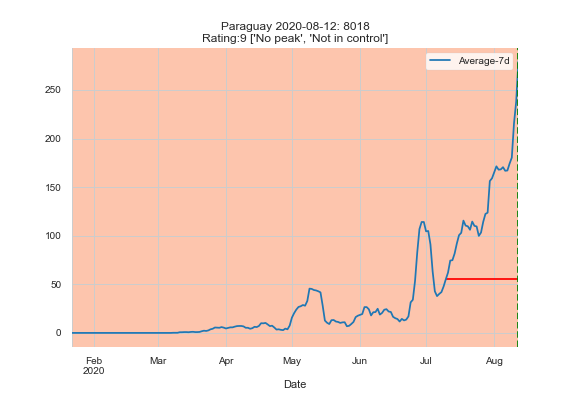 Paraguay 2020-08-12: 8018
Rating:9 ['No peak', 'Not in control']
Average-7d
250
200
150
100
50
0
Feb Mar Apr May Jun Jul Aug
2020
Date